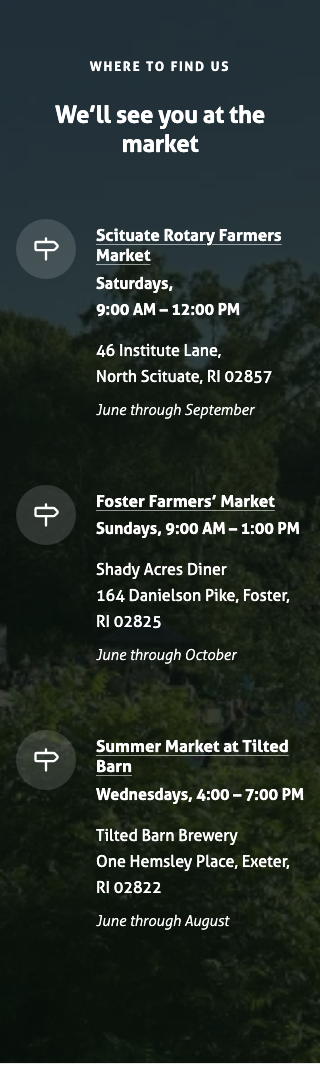 WHERE TO FIND US
We’ll see you at the
market
Scituate Rotary Farmers
Market
Saturdays,
9:00 AM – 12:00 PM
46 Institute Lane,
North Scituate, RI 02857
June through September
Foster Farmers’ Market
Sundays, 9:00 AM – 1:00 PM
Shady Acres Diner
164 Danielson Pike, Foster,
RI 02825
June through October
Summer Market at Tilted
Barn
Wednesdays, 4:00 – 7:00 PM
Tilted Barn Brewery
One Hemsley Place, Exeter,
RI 02822
June through August